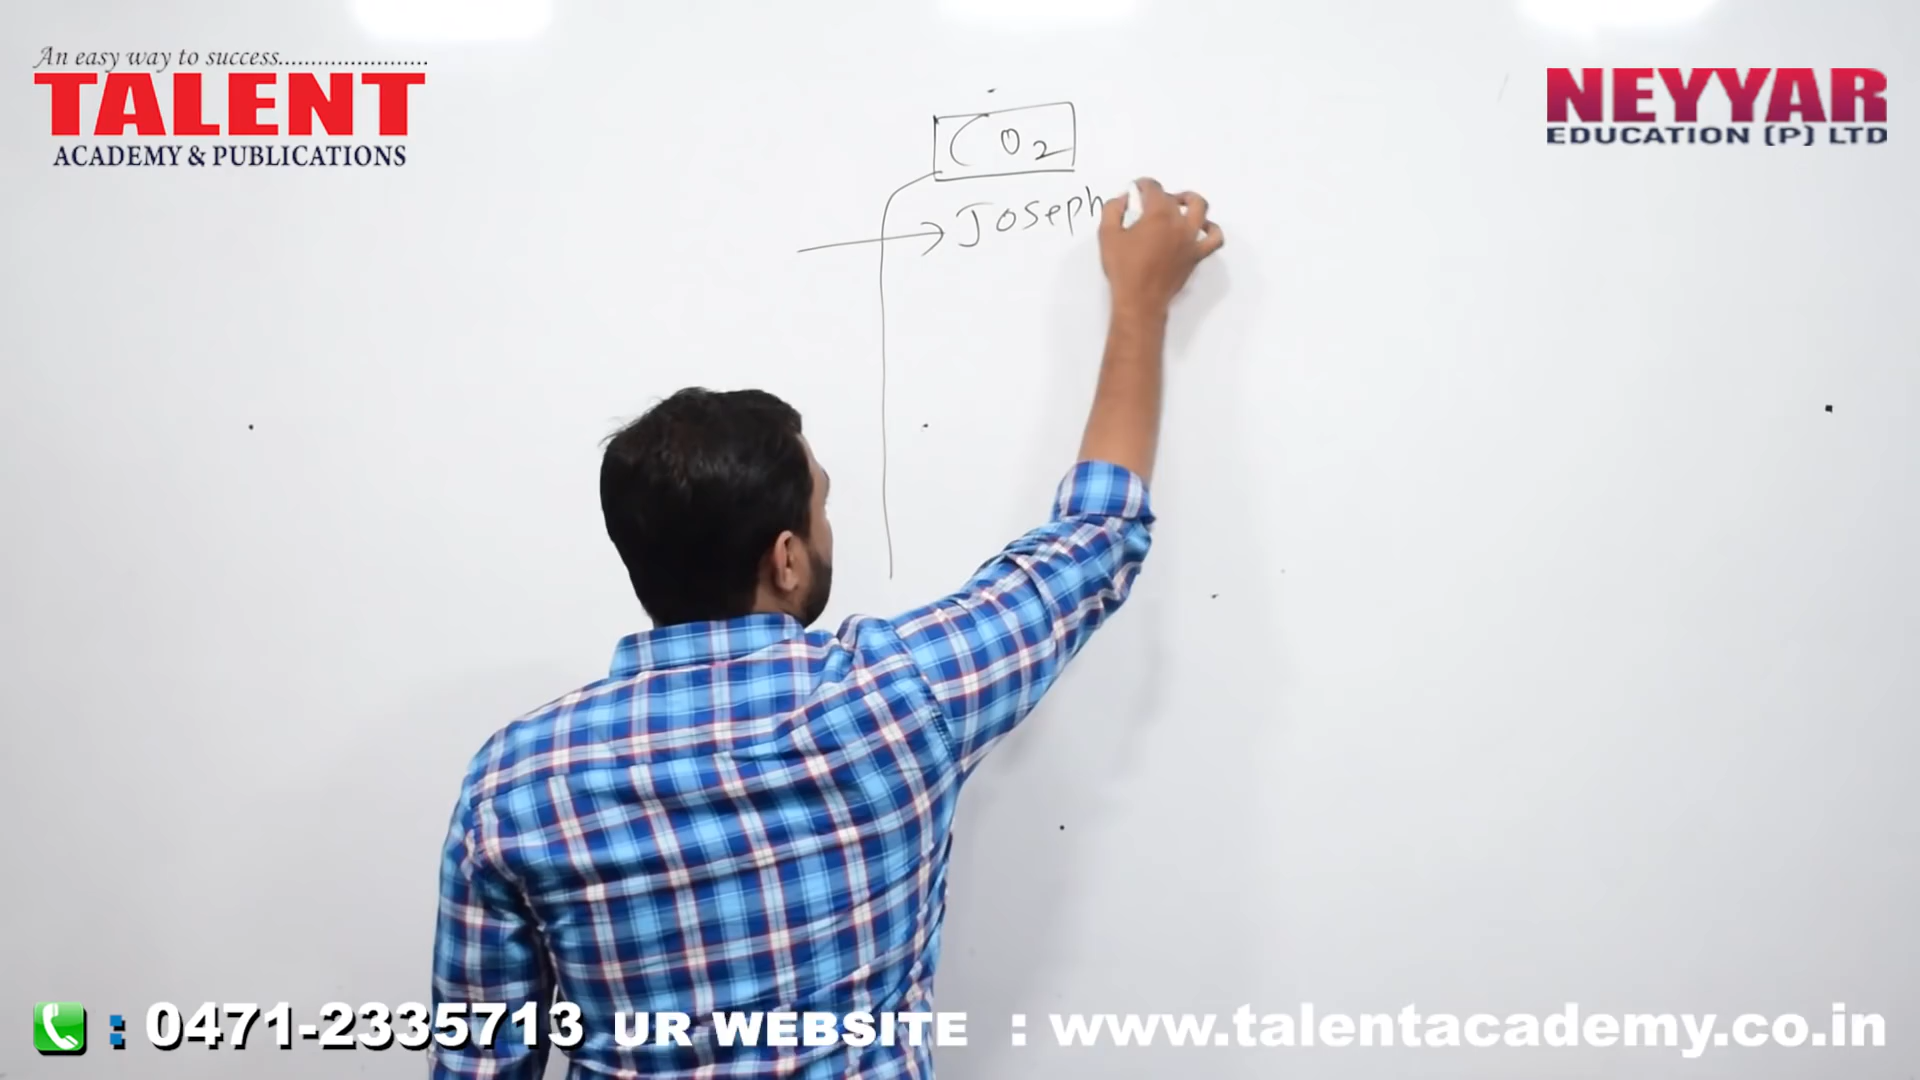 An easy way to success.......................
TALENT
ACADEMY & PUBLICATIONS
NEYYAR
EDUCATION (P) LTD
CO2
Joseph
: 0471-2335713 UR WEBSITE : www.talentacademy.co.in